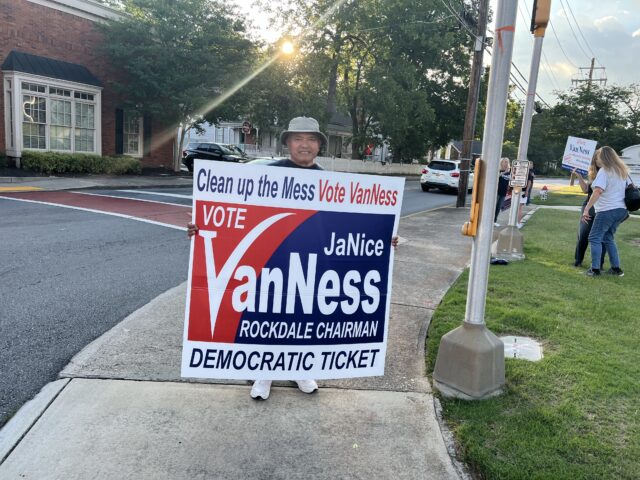 Clean up the Mess Vote VanNess
VOTE
JaNice
VanNess
ROCKDALE CHAIRMAN
DEMOCRATIC TICKET
VanNess